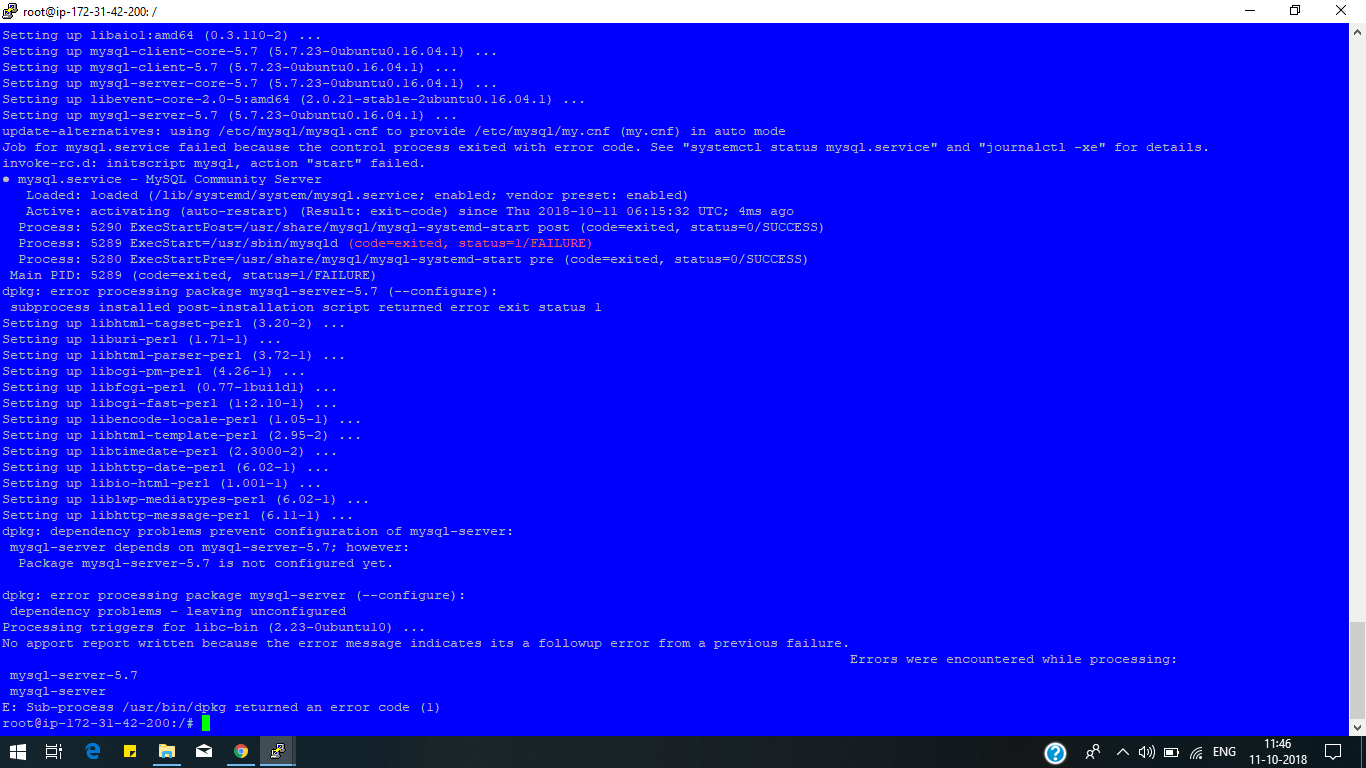 root@ip-172-31-42-200: /
Setting up libaio1:amd64 (0.3.110-2) ...
Setting up mysql-client-core-5.7 (5.7.23-0ubuntu0.16.04.1) ...
Setting up mysql-client-5.7 (5.7.23-0ubuntu0.16.04.1) ...
Setting up mysql-server-core-5.7 (5.7.23-0ubuntu0.16.04.1) ...
Setting up libevent-core-2.0-5:amd64 (2.0.21-stable-2ubuntu0.16.04.1) ...
Setting up mysql-server-5.7 (5.7.23-0ubuntu0.16.04.1) ...
update-alternatives: using /etc/mysql/mysql.cnf to provide /etc/mysql/my.cnf (my.cnf) in auto mode
Job for mysql.service failed because the control process exited with error code. See "systemctl status mysql.service" and "journalctl -xe" for details.
invoke-rc.d: initscript mysql, action "start" failed.
● mysql.service - MySQL Community Server
   Loaded: loaded (/lib/systemd/system/mysql.service; enabled; vendor preset: enabled)
   Active: activating (auto-restart) (Result: exit-code) since Thu 2018-10-11 06:15:32 UTC; 4ms ago
  Process: 5290 ExecStartPost=/usr/share/mysql/mysql-systemd-start post (code=exited, status=0/SUCCESS)
  Process: 5289 ExecStart=/usr/sbin/mysqld (code=exited, status=1/FAILURE)
  Process: 5280 ExecStartPre=/usr/share/mysql/mysql-systemd-start pre (code=exited, status=0/SUCCESS)
 Main PID: 5289 (code=exited, status=1/FAILURE)
dpkg: error processing package mysql-server-5.7 (--configure):
 subprocess installed post-installation script returned error exit status 1
Setting up libhtml-tagset-perl (3.20-2) ...
Setting up liburi-perl (1.71-1) ...
Setting up libhtml-parser-perl (3.72-1) ...
Setting up libcgi-pm-perl (4.26-1) ...
Setting up libfcgi-perl (0.77-1build1) ...
Setting up libcgi-fast-perl (1:2.10-1) ...
Setting up libencode-locale-perl (1.05-1) ...
Setting up libhtml-template-perl (2.95-2) ...
Setting up libtimedate-perl (2.3000-2) ...
Setting up libhttp-date-perl (6.02-1) ...
Setting up libio-html-perl (1.001-1) ...
Setting up liblwp-mediatypes-perl (6.02-1) ...
Setting up libhttp-message-perl (6.11-1) ...
dpkg: dependency problems prevent configuration of mysql-server:
 mysql-server depends on mysql-server-5.7; however:
  Package mysql-server-5.7 is not configured yet.
dpkg: error processing package mysql-server (--configure):
 dependency problems - leaving unconfigured
Processing triggers for libc-bin (2.23-0ubuntu10) ...
No apport report written because the error message indicates its a followup error from a previous failure.
Errors were encountered while processing:
 mysql-server-5.7
 mysql-server
E: Sub-process /usr/bin/dpkg returned an error code (1)
root@ip-172-31-42-200:/#
ENG
11:46
11-10-2018